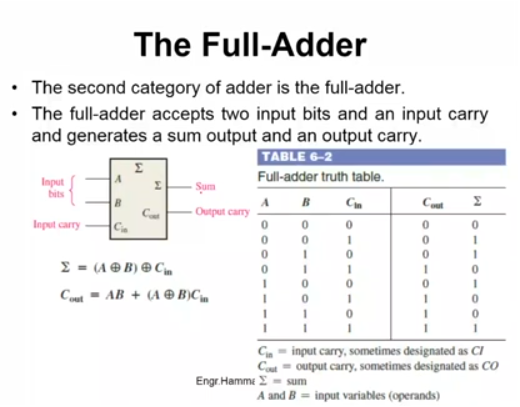 The Full-Adder
• The second category of adder is the full-adder.
• The full-adder accepts two input bits and an input carry
and generates a sum output and an output carry.
Σ
Input
bits
A
Σ
Sum
B
Cout
Output carry
Input carry
Cin
Σ = (A ⊕ B) ⊕ Cin
Cout = AB + (A ⊕ B)Cin
TABLE 6–2
Full-adder truth table.
A B Cin Cout Σ
0 0 0 0 0
0 0 1 0 1
0 1 0 0 1
0 1 1 1 0
1 0 0 0 1
1 0 1 1 0
1 1 0 1 0
1 1 1 1 1
Cin = input carry, sometimes designated as CI
Cout = output carry, sometimes designated as CO
Σ = sum
A and B = input variables (operands)
Engr.Hamma